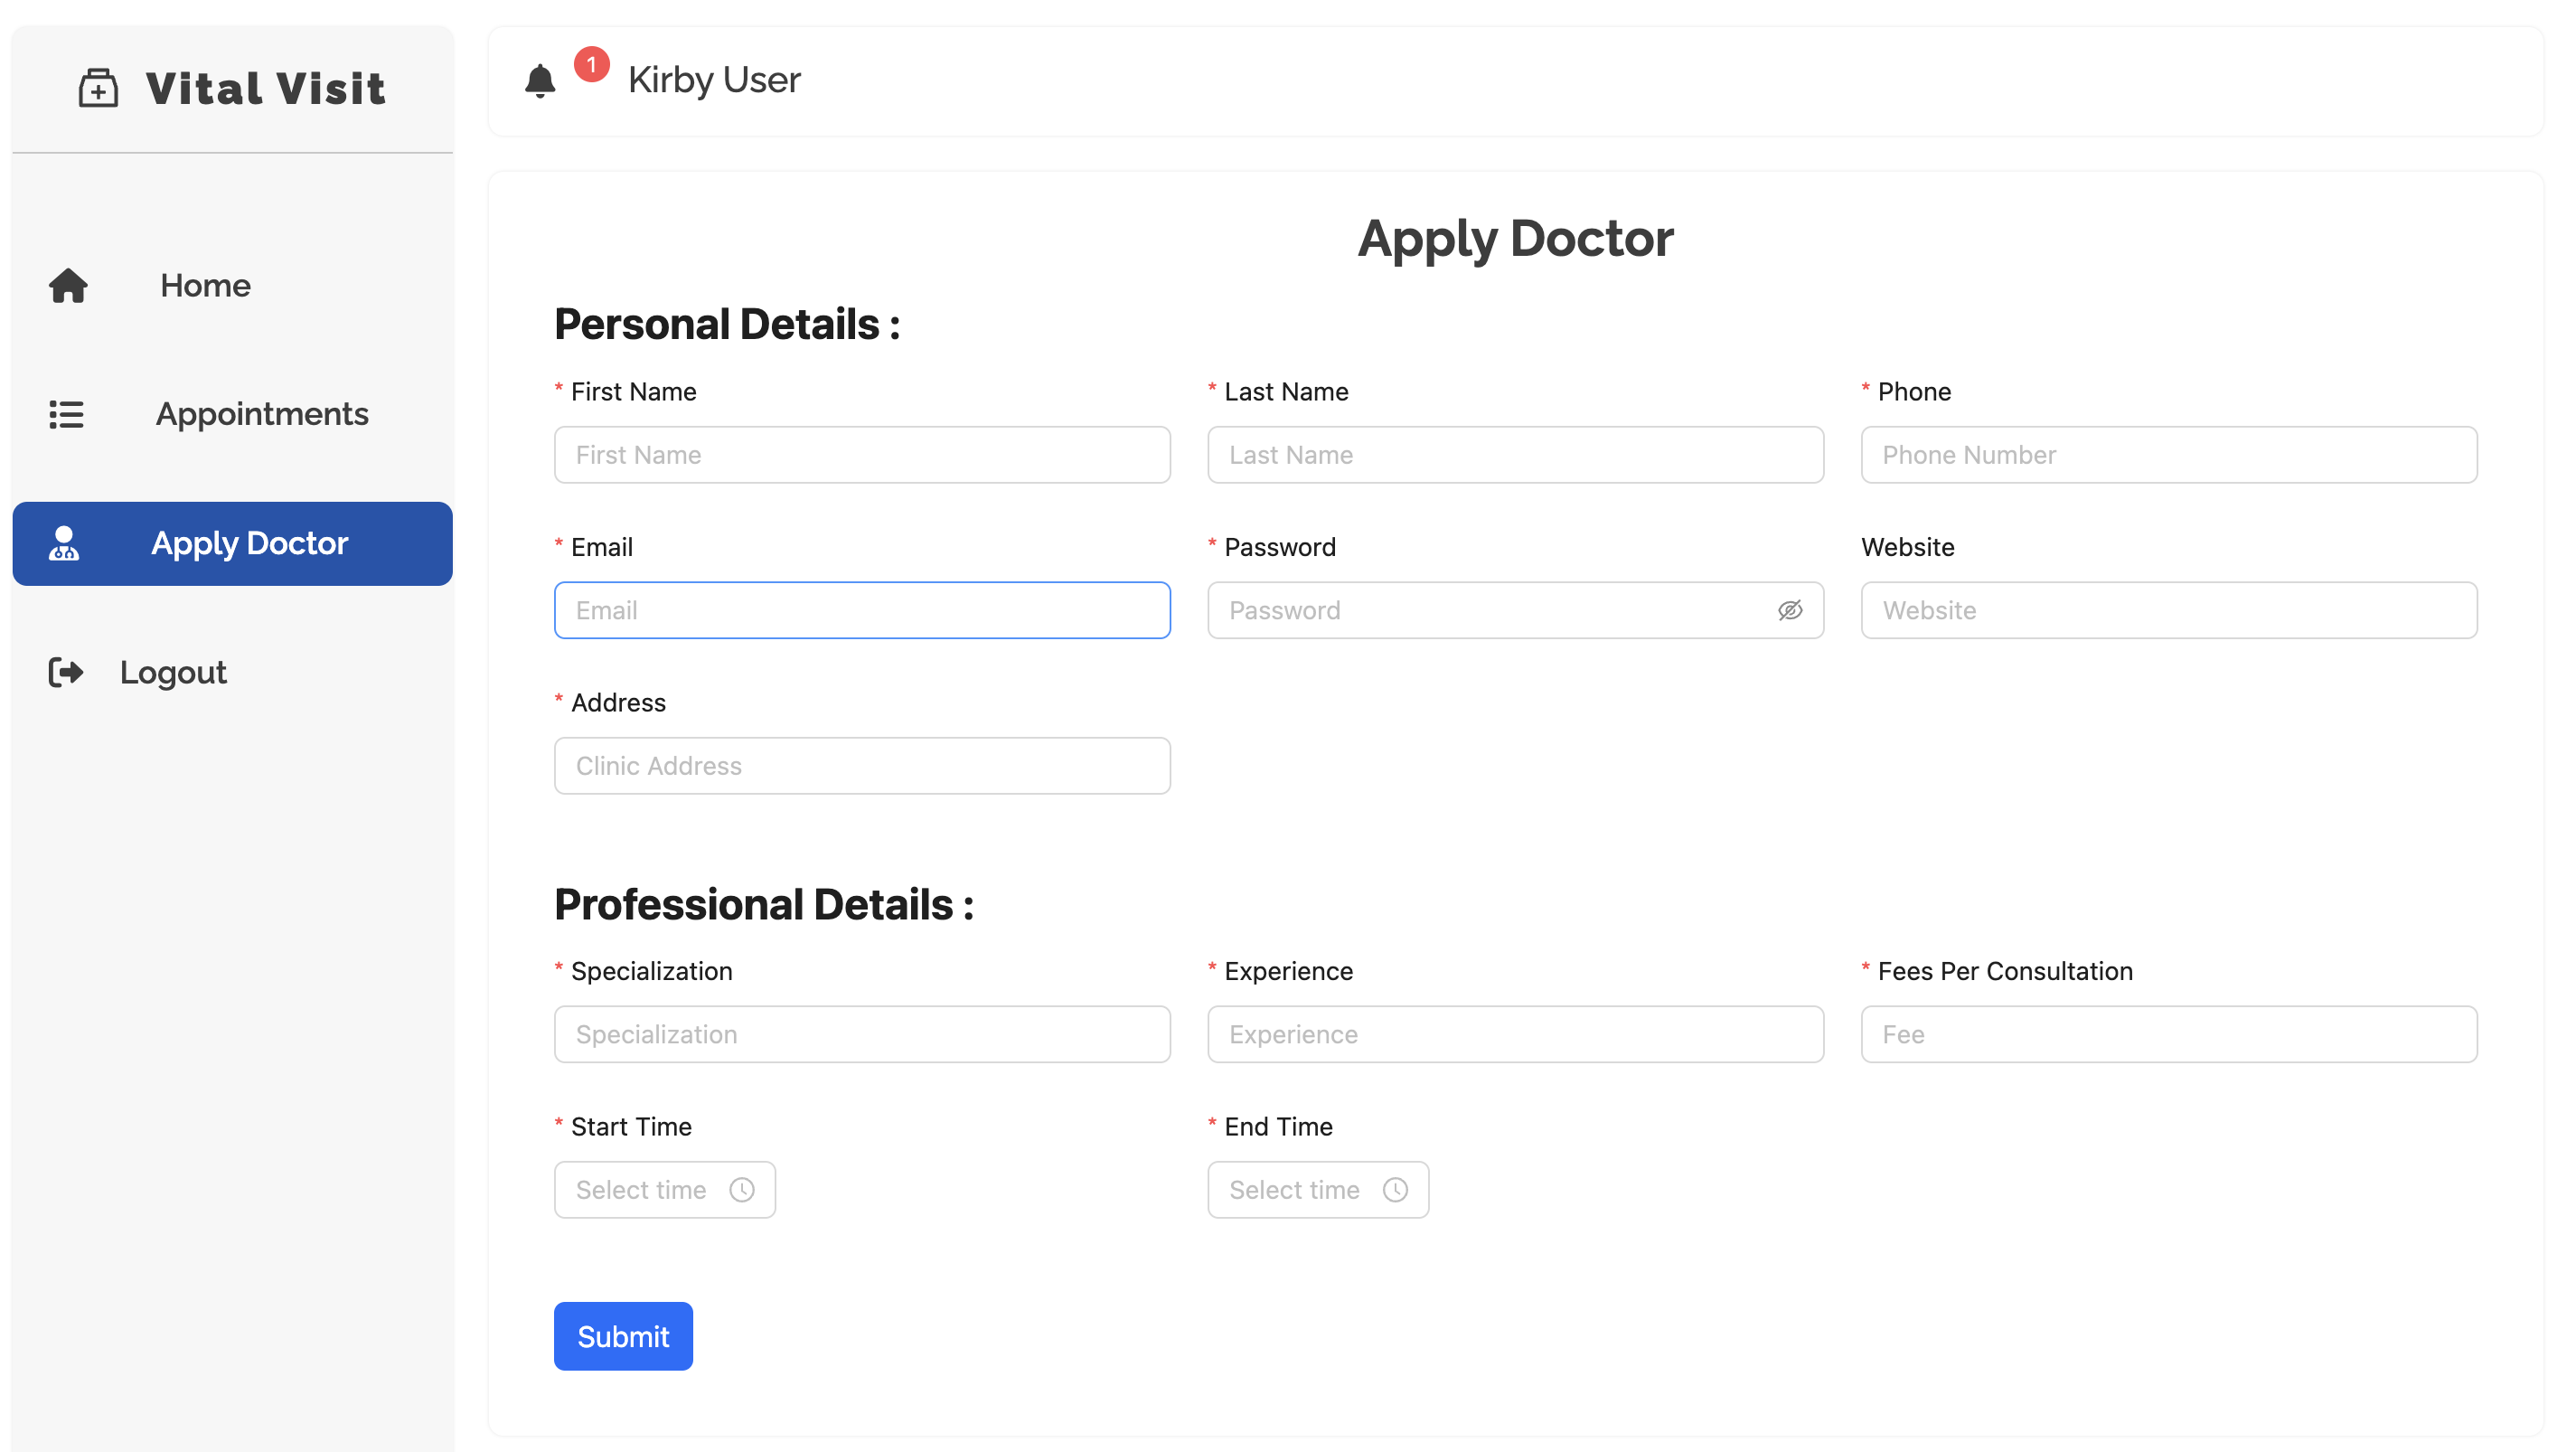 Vital Visit
Home
Appointments
Apply Doctor
Logout
1
Kirby User
Apply Doctor
Personal Details :
* First Name
* Last Name
* Phone
First Name
Last Name
Phone Number
* Email
* Password
Website
Email
Password
Website
* Address
Clinic Address
Professional Details :
* Specialization
* Experience
* Fees Per Consultation
Specialization
Experience
Fee
* Start Time
* End Time
Select time
Select time
Submit